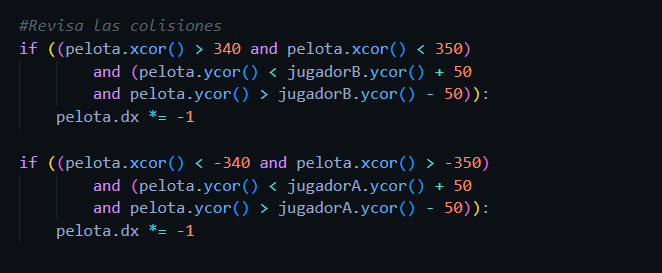 #Revisa las colisiones
if ((pelota.xcor() > 340 and pelota.xcor() < 350)
        and (pelota.ycor() < jugadorB.ycor() + 50
        and pelota.ycor() > jugadorB.ycor() - 50)):
    pelota.dx *= -1

if ((pelota.xcor() < -340 and pelota.xcor() > -350)
        and (pelota.ycor() < jugadorA.ycor() + 50
        and pelota.ycor() > jugadorA.ycor() - 50)):
    pelota.dx *= -1